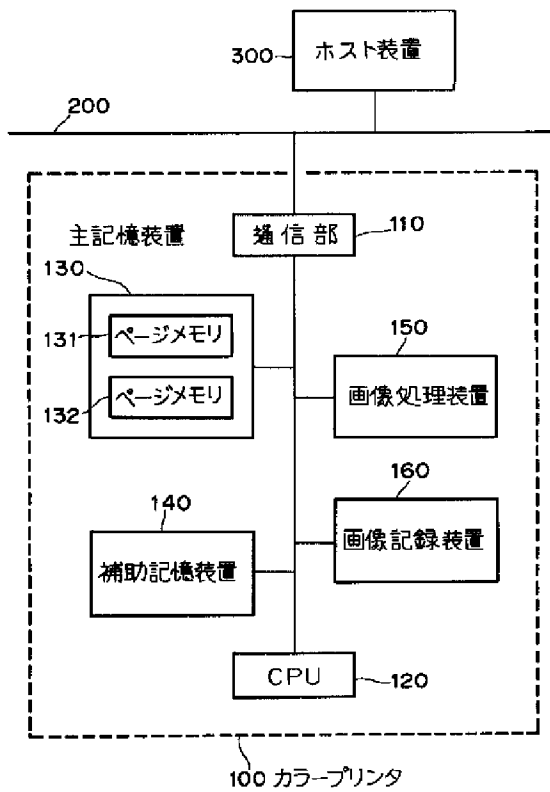 300
ホスト装置
200
主記憶装置
通信部
110
130
131
ページメモリ
132
ページメモリ
150
画像処理装置
140
補助記憶装置
160
画像記録装置
CPU
120
100 カラープリンタ